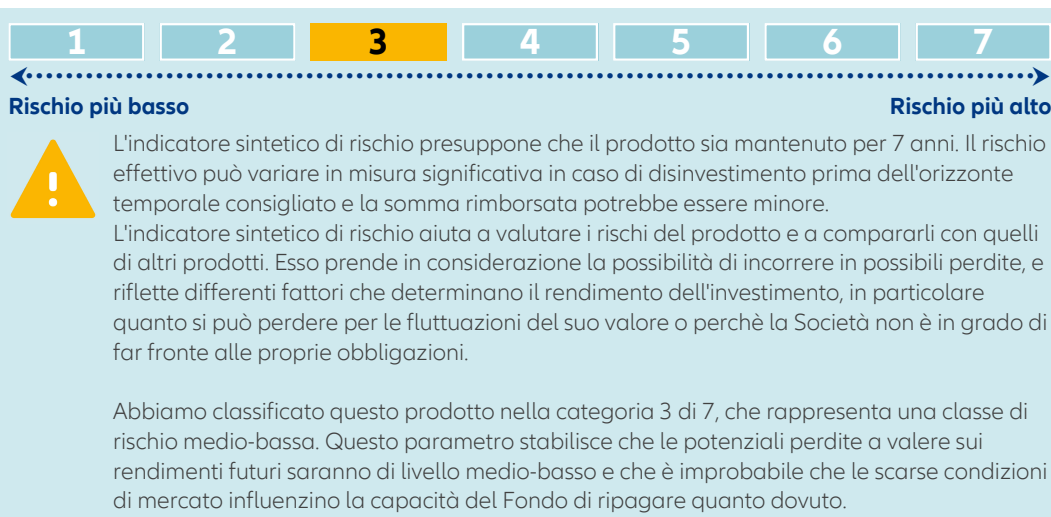 1 2 3 4 5 6 7
Rischio più basso Rischio più alto
L'indicatore sintetico di rischio presuppone che il prodotto sia mantenuto per 7 anni. Il rischio
effettivo può variare in misura significativa in caso di disinvestimento prima dell'orizzonte
temporale consigliato e la somma rimborsata potrebbe essere minore.
L'indicatore sintetico di rischio aiuta a valutare i rischi del prodotto e a compararli con quelli
di altri prodotti. Esso prende in considerazione la possibilità di incorrere in possibili perdite, e
riflette differenti fattori che determinano il rendimento dell'investimento, in particolare
quanto si può perdere per le fluttuazioni del suo valore o perchè la Società non è in grado di
far fronte alle proprie obbligazioni.
Abbiamo classificato questo prodotto nella categoria 3 di 7, che rappresenta una classe di
rischio medio-bassa. Questo parametro stabilisce che le potenziali perdite a valere sui
rendimenti futuri saranno di livello medio-basso e che è improbabile che le scarse condizioni
di mercato influenzino la capacità del Fondo di ripagare quanto dovuto.